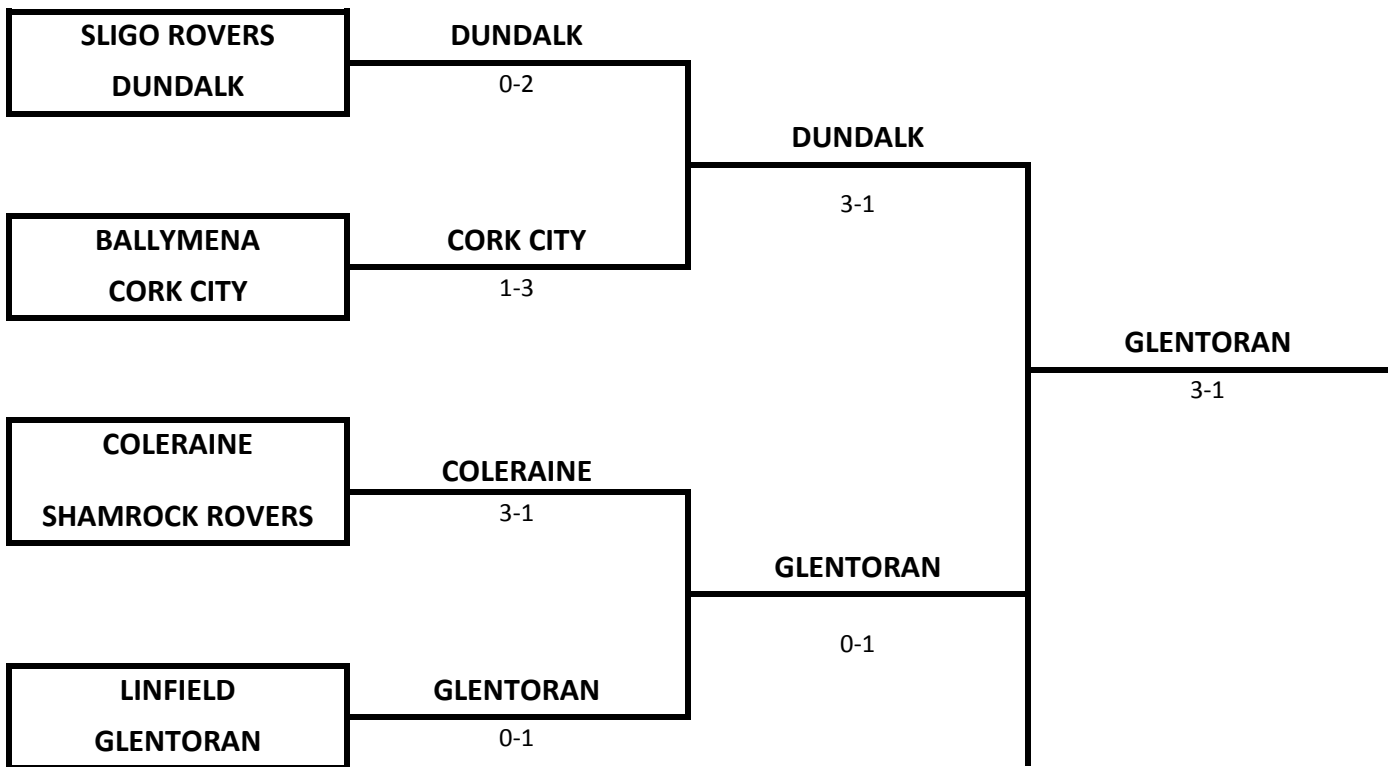 SLIGO ROVERS
DUNDALK
DUNDALK
0-2
DUNDALK
3-1
BALLYMENA
CORK CITY
CORK CITY
1-3
GLENTORAN
3-1
COLERAINE
SHAMROCK ROVERS
COLERAINE
3-1
GLENTORAN
0-1
LINFIELD
GLENTORAN
GLENTORAN
0-1